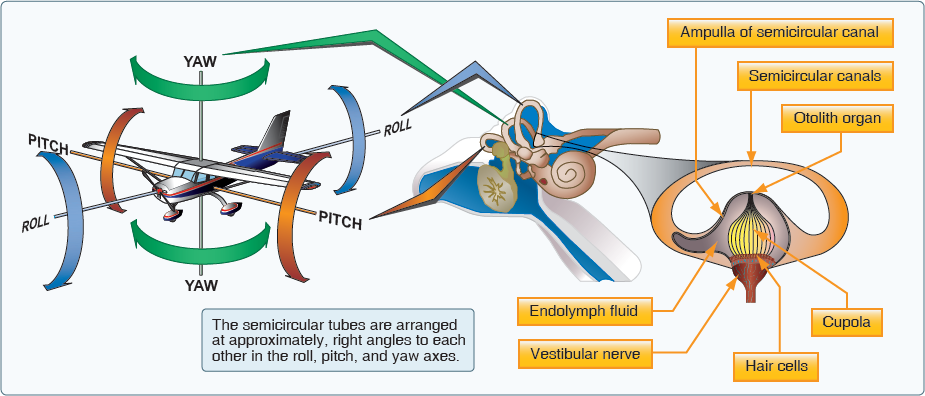 YAW
PITCH
ROLL
ROLL
PITCH
YAW
The semicircular tubes are arranged
at approximately, right angles to each
other in the roll, pitch, and yaw axes.
Ampulla of semicircular canal
Semicircular canals
Otolith organ
Endolymph fluid
Vestibular nerve
Cupola
Hair cells